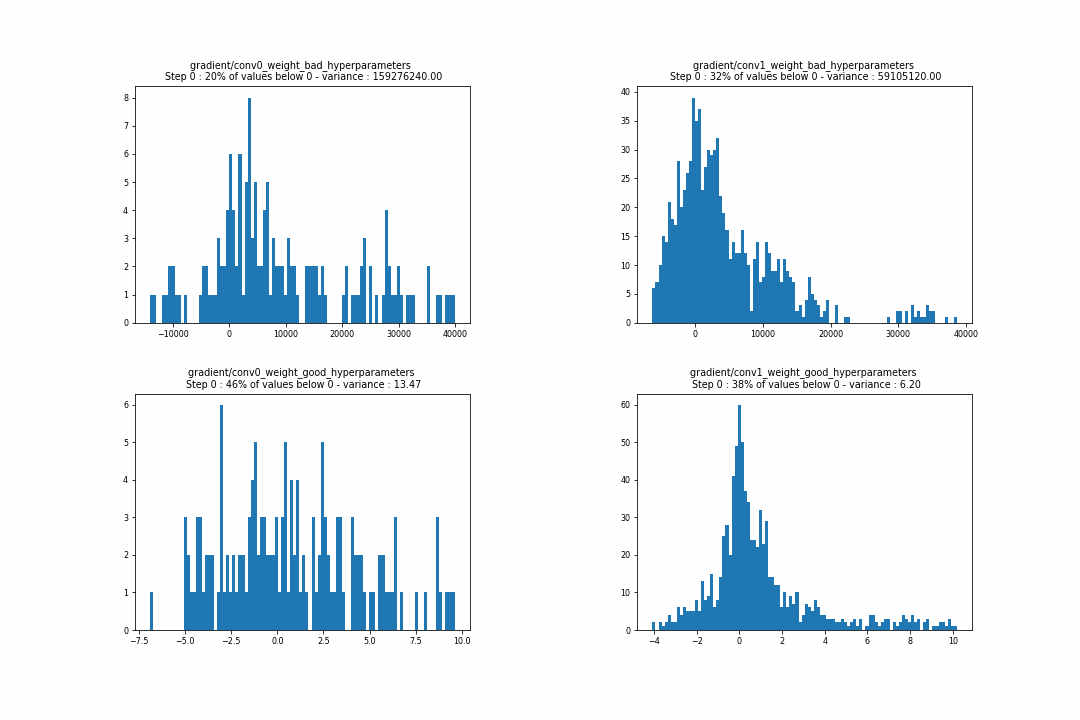 gradient/conv0_weight_bad_hyperparameters
Step 0 : 20% of values below 0 - variance : 159276240.00
8
7
6
5
4
3
2
1
0
−10000 0 10000 20000 30000 40000
gradient/conv1_weight_bad_hyperparameters
Step 0 : 32% of values below 0 - variance : 59105120.00
40
35
30
25
20
15
10
5
0
0 10000 20000 30000 40000
gradient/conv0_weight_good_hyperparameters
Step 0 : 46% of values below 0 - variance : 13.47
6
5
4
3
2
1
0
−7.5 −5.0 −2.5 0.0 2.5 5.0 7.5 10.0
gradient/conv1_weight_good_hyperparameters
Step 0 : 38% of values below 0 - variance : 6.20
60
50
40
30
20
10
0
−4 −2 0 2 4 6 8 10